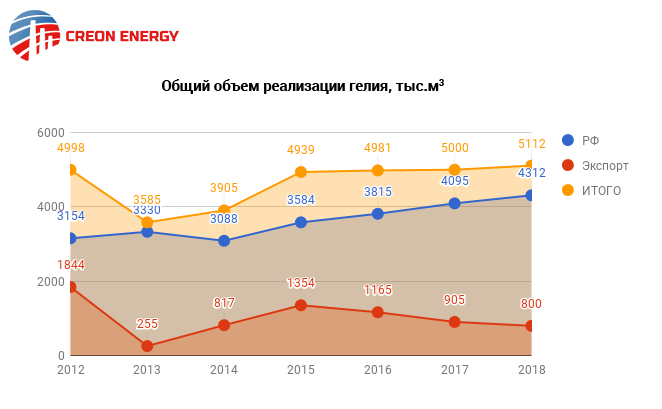 CREON ENERGY
Общий объем реализации гелия, тыс.м³
6000
4998 4939 4981 5000 5112
РФ
4095 4312
Экспорт
3585 3905 3584 3815
ИТОГО
4000
3154 3330 3088
1844 1354 1165
2000
255 817 905 800
0
2012 2013 2014 2015 2016 2017 2018